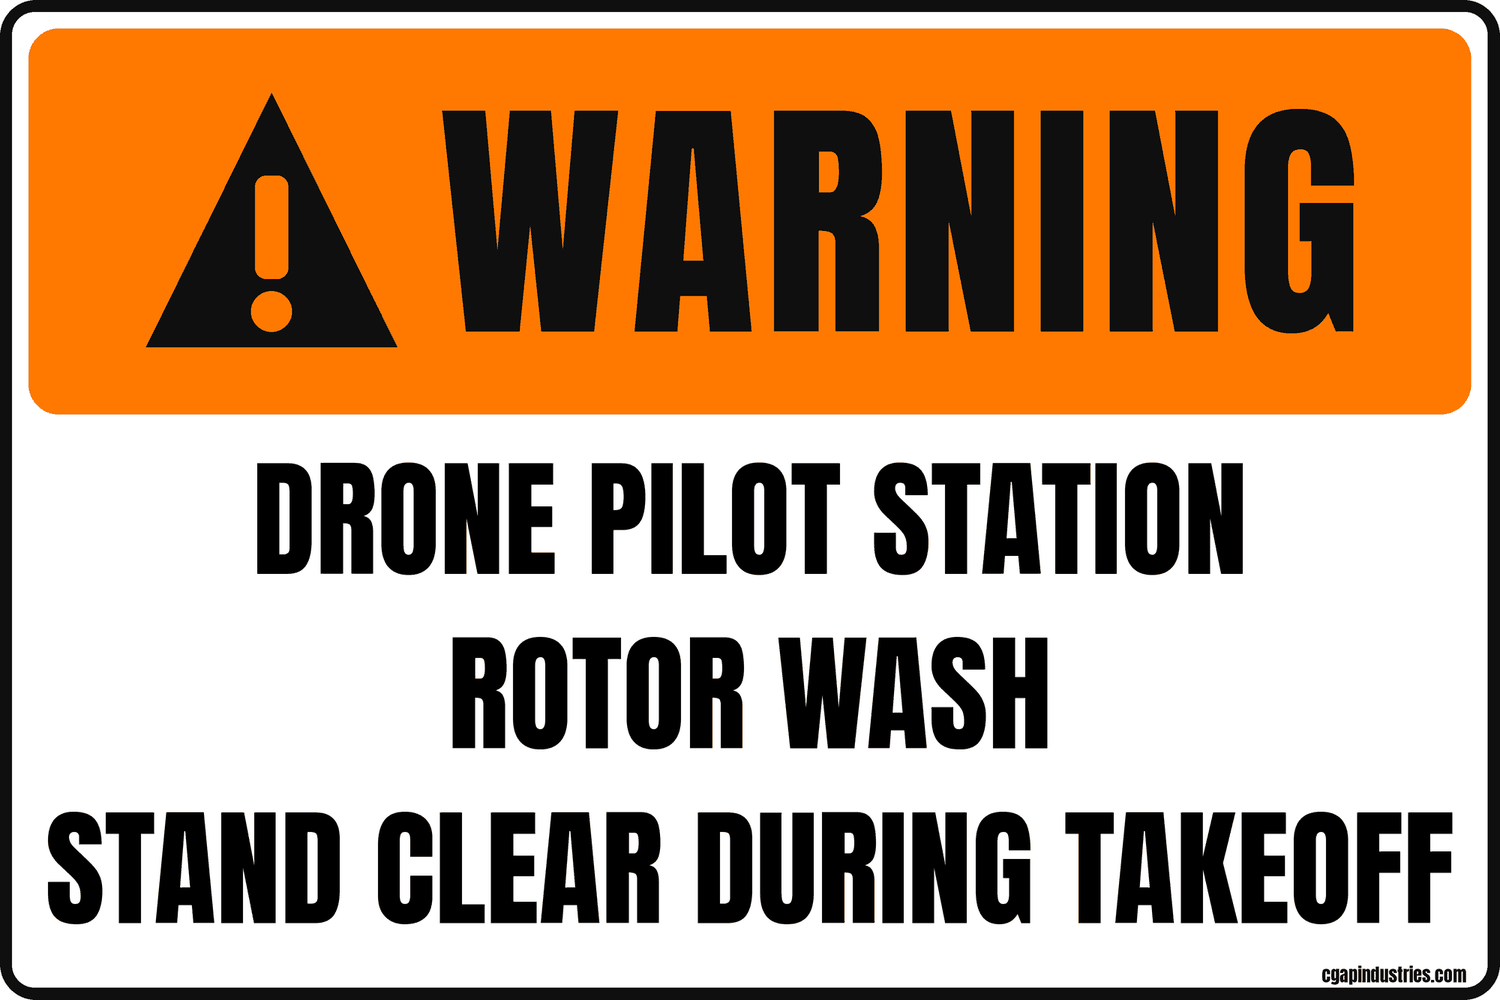 WARNING
DRONE PILOT STATION
ROTOR WASH
STAND CLEAR DURING TAKEOFF
cgapindustries.com